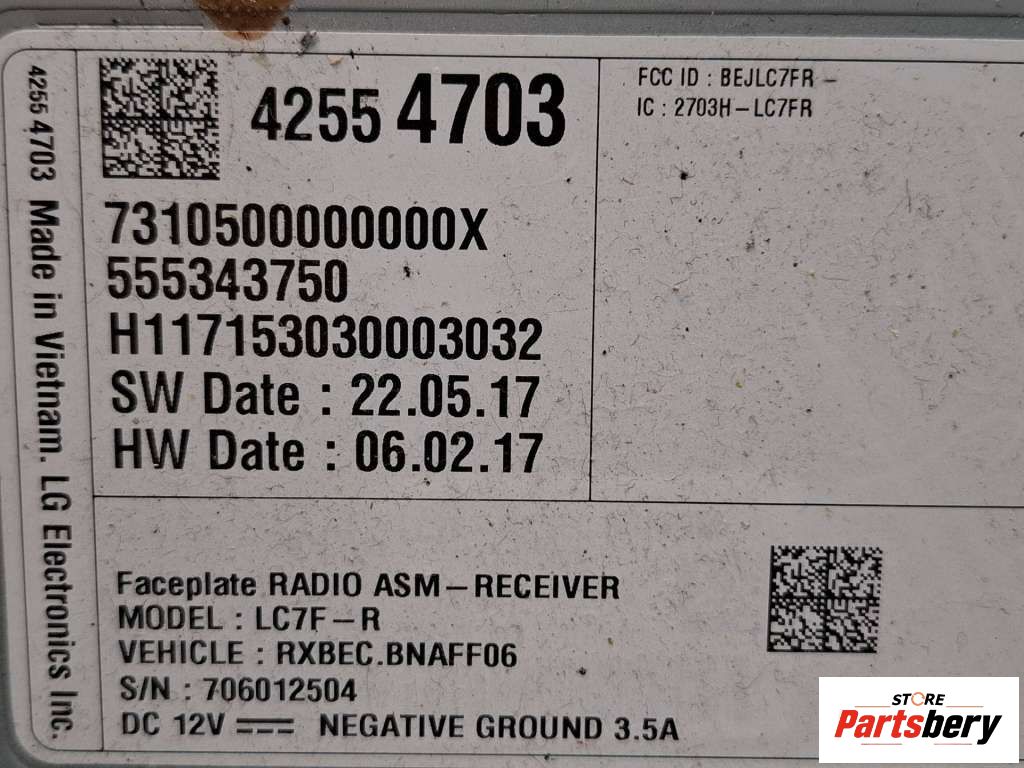 4255 4703 Made in Vietnam. LG Electronics Inc.
4255 4703
7310500000000X
555343750
H117153030003032
SW Date : 22.05.17
HW Date : 06.02.17
FCC ID : BEJLC7FR -
IC : 2703H-LC7FR
Faceplate RADIO ASM-RECEIVER
MODEL : LC7F-R
VEHICLE : RXBEC.BNAFF06
S/N : 706012504
DC 12V NEGATIVE GROUND 3.5A
STORE
Partsbery